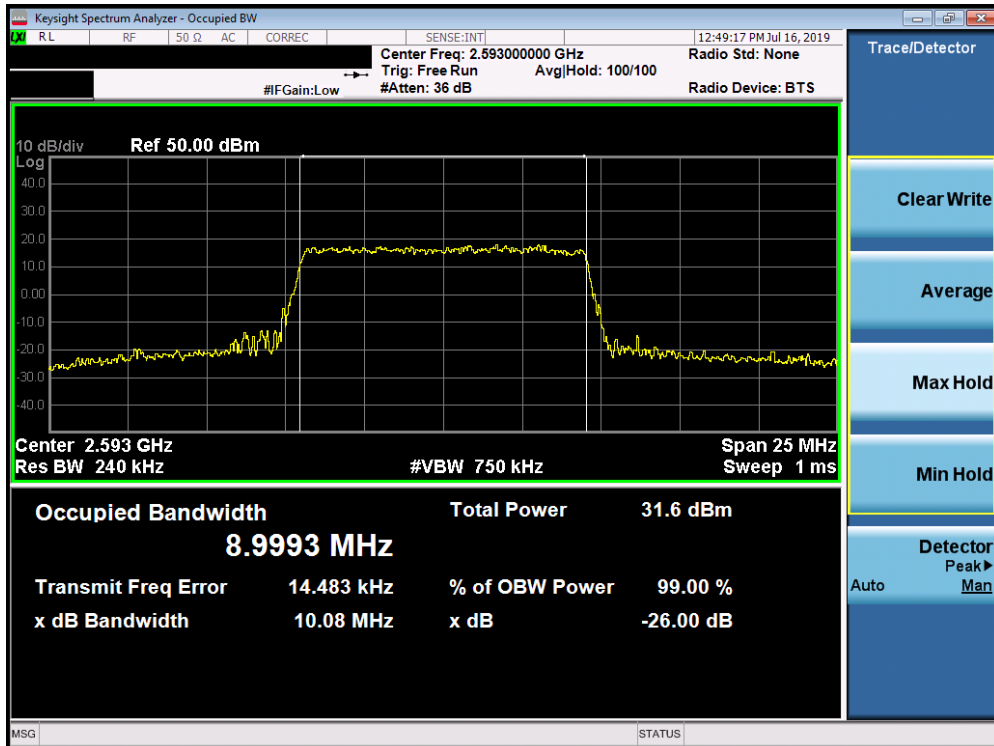 Keysight Spectrum Analyzer - Occupied BW
LXI RL RF 50 Ω AC CORREC SENSE:INT 12:49:17 PM Jul 16, 2019
Center Freq: 2.593000000 GHz Radio Std: None
Trig: Free Run Avg|Hold: 100/100
#IFGain:Low #Atten: 36 dB Radio Device: BTS
10 dB/div Ref 50.00 dBm
Log
40.0
30.0
20.0
10.0
0.00
-10.0
-20.0
-30.0
-40.0
Center 2.593 GHz Span 25 MHz
Res BW 240 kHz #VBW 750 kHz Sweep 1 ms
Occupied Bandwidth Total Power 31.6 dBm
8.9993 MHz
Transmit Freq Error 14.483 kHz % of OBW Power 99.00 %
x dB Bandwidth 10.08 MHz x dB -26.00 dB
MSG STATUS
Trace/Detector
Clear Write
Average
Max Hold
Min Hold
Detector
Peak▶
Auto Man